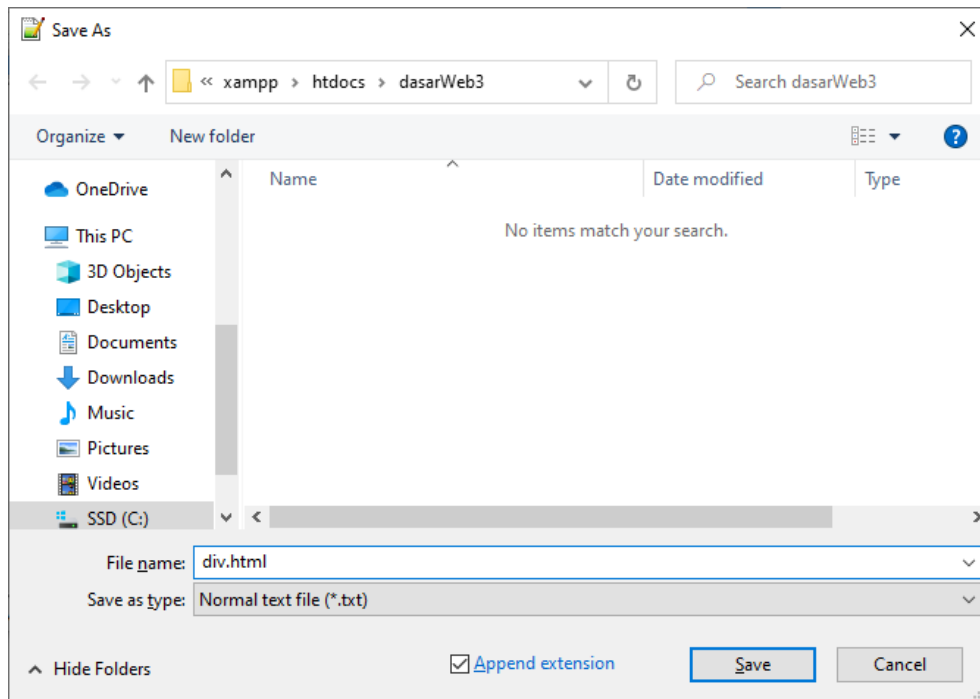 Save As
« xampp › htdocs › dasarWeb3
Search dasarWeb3
Organize
New folder
Name
Date modified
Type
No items match your search.
OneDrive
This PC
3D Objects
Desktop
Documents
Downloads
Music
Pictures
Videos
SSD (C:)
File name: div.html
Save as type: Normal text file (*.txt)
Hide Folders
Append extension
Save
Cancel